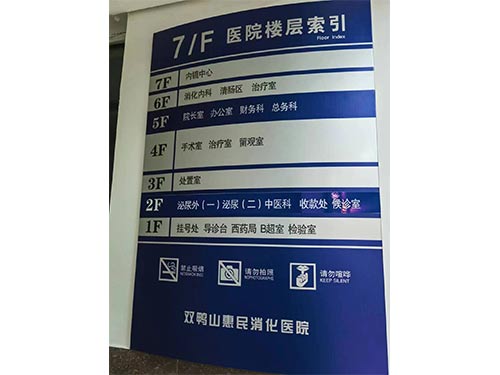 7/F 医院楼层索引
Floor Index
7F 内镜中心
6F 消化内科 清肠区 治疗室
5F 院长室 办公室 财务科 总务科
4F 手术室 治疗室 留观室
3F 处置室
2F 泌尿外(一)泌尿(二)中医科 收款处 候诊室
1F 挂号处 导诊台 西药局 B超室 检验室
禁止吸烟 请勿拍照 请勿喧哗
NO SMOKING NO PHOTOGRAPHS KEEP SILENT
双鸭山惠民消化医院